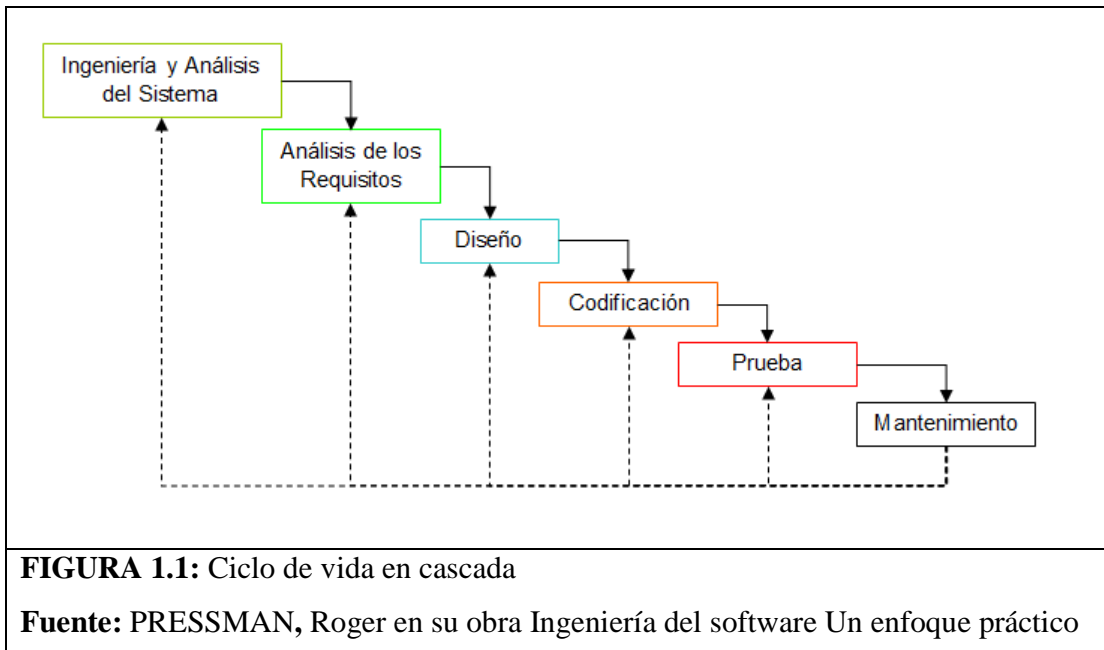 Ingeniería y Análisis
del Sistema
Análisis de los
Requisitos
Diseño
Codificación
Prueba
Mantenimiento
FIGURA 1.1: Ciclo de vida en cascada
Fuente: PRESSMAN, Roger en su obra Ingeniería del software Un enfoque práctico